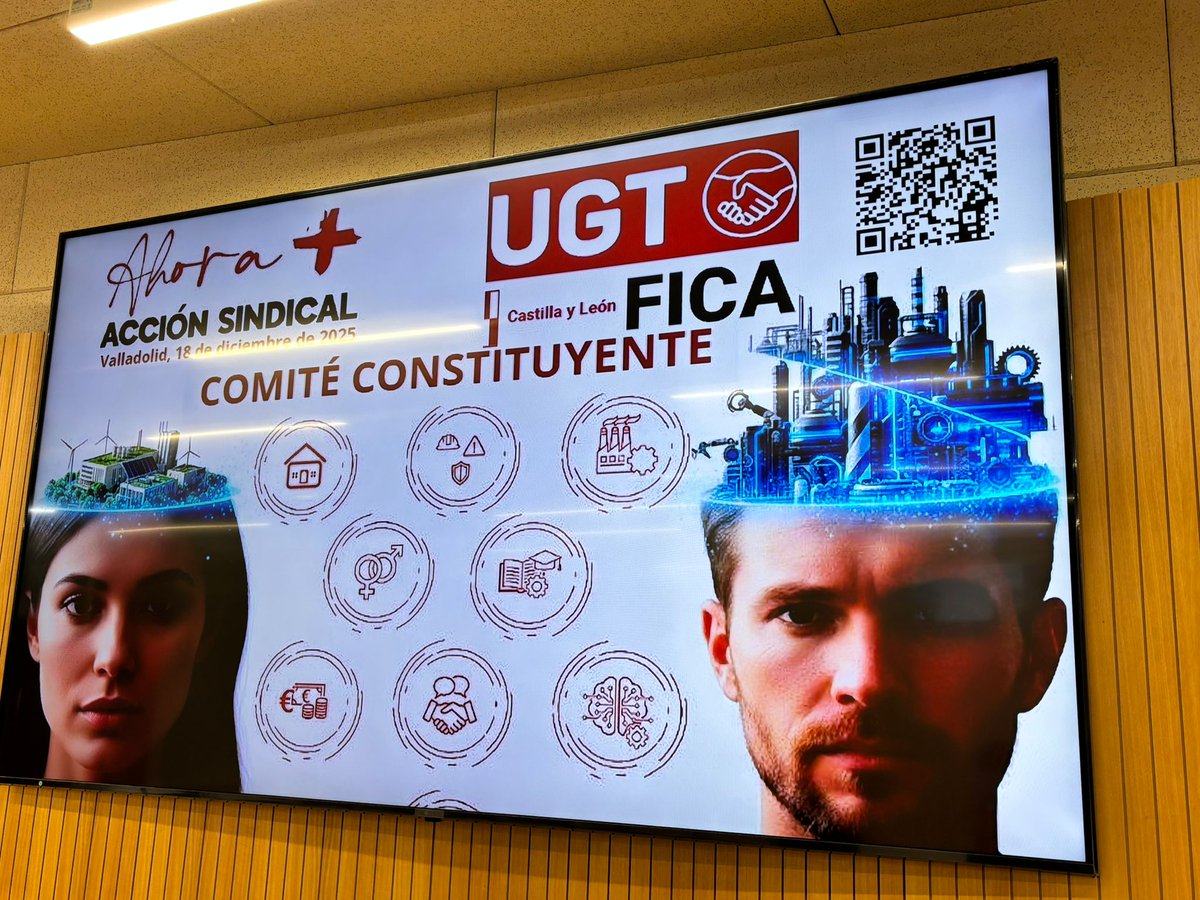 Ahora +
ACCIÓN SINDICAL
Valladolid, 18 de diciembre de 2025
UGT
Castilla y León FICA
COMITÉ CONSTITUYENTE